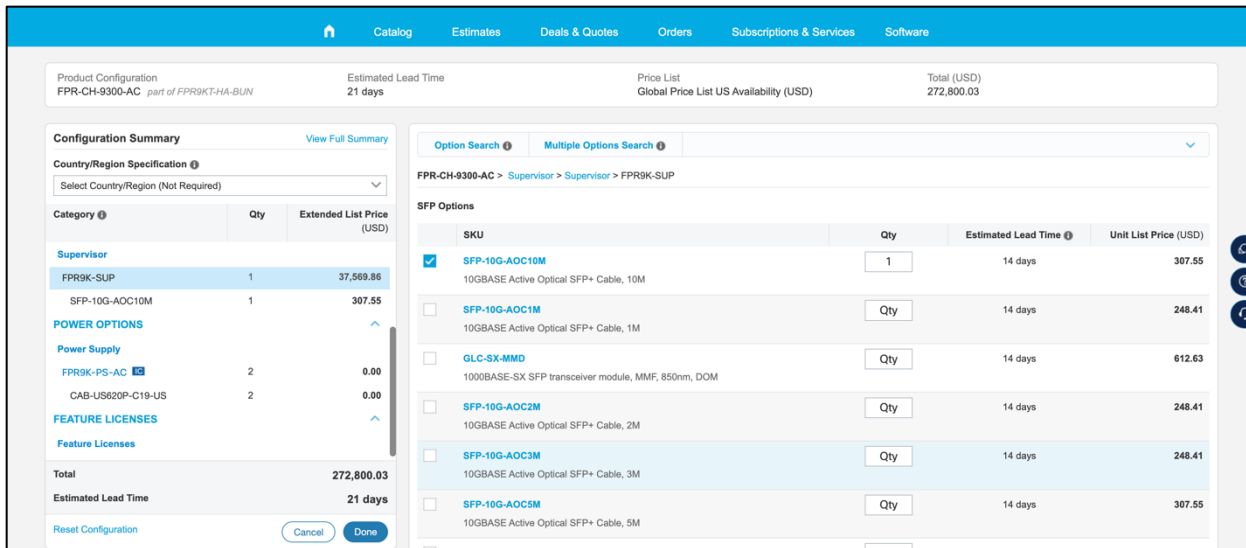 Catalog Estimates Deals & Quotes Orders Subscriptions & Services Software
Product Configuration Estimated Lead Time Price List Total (USD)
FPR-CH-9300-AC part of FPR9KT-HA-BUN 21 days Global Price List US Availability (USD) 272,800.03
Configuration Summary View Full Summary
Country/Region Specification
Select Country/Region (Not Required)
Category Qty Extended List Price
(USD)
Supervisor
FPR9K-SUP 1 37,569.86
SFP-10G-AOC10M 1 307.55
POWER OPTIONS
Power Supply
FPR9K-PS-AC IC 2 0.00
CAB-US620P-C19-US 2 0.00
FEATURE LICENSES
Feature Licenses
Total 272,800.03
Estimated Lead Time 21 days
Reset Configuration Cancel Done
Option Search Multiple Options Search
FPR-CH-9300-AC > Supervisor > Supervisor > FPR9K-SUP
SFP Options
SKU Qty Estimated Lead Time Unit List Price (USD)
SFP-10G-AOC10M 1 14 days 307.55
10GBASE Active Optical SFP+ Cable, 10M
SFP-10G-AOC1M Qty 14 days 248.41
10GBASE Active Optical SFP+ Cable, 1M
GLC-SX-MMD Qty 14 days 612.63
1000BASE-SX SFP transceiver module, MMF, 850nm, DOM
SFP-10G-AOC2M Qty 14 days 248.41
10GBASE Active Optical SFP+ Cable, 2M
SFP-10G-AOC3M Qty 14 days 248.41
10GBASE Active Optical SFP+ Cable, 3M
SFP-10G-AOC5M Qty 14 days 307.55
10GBASE Active Optical SFP+ Cable, 5M